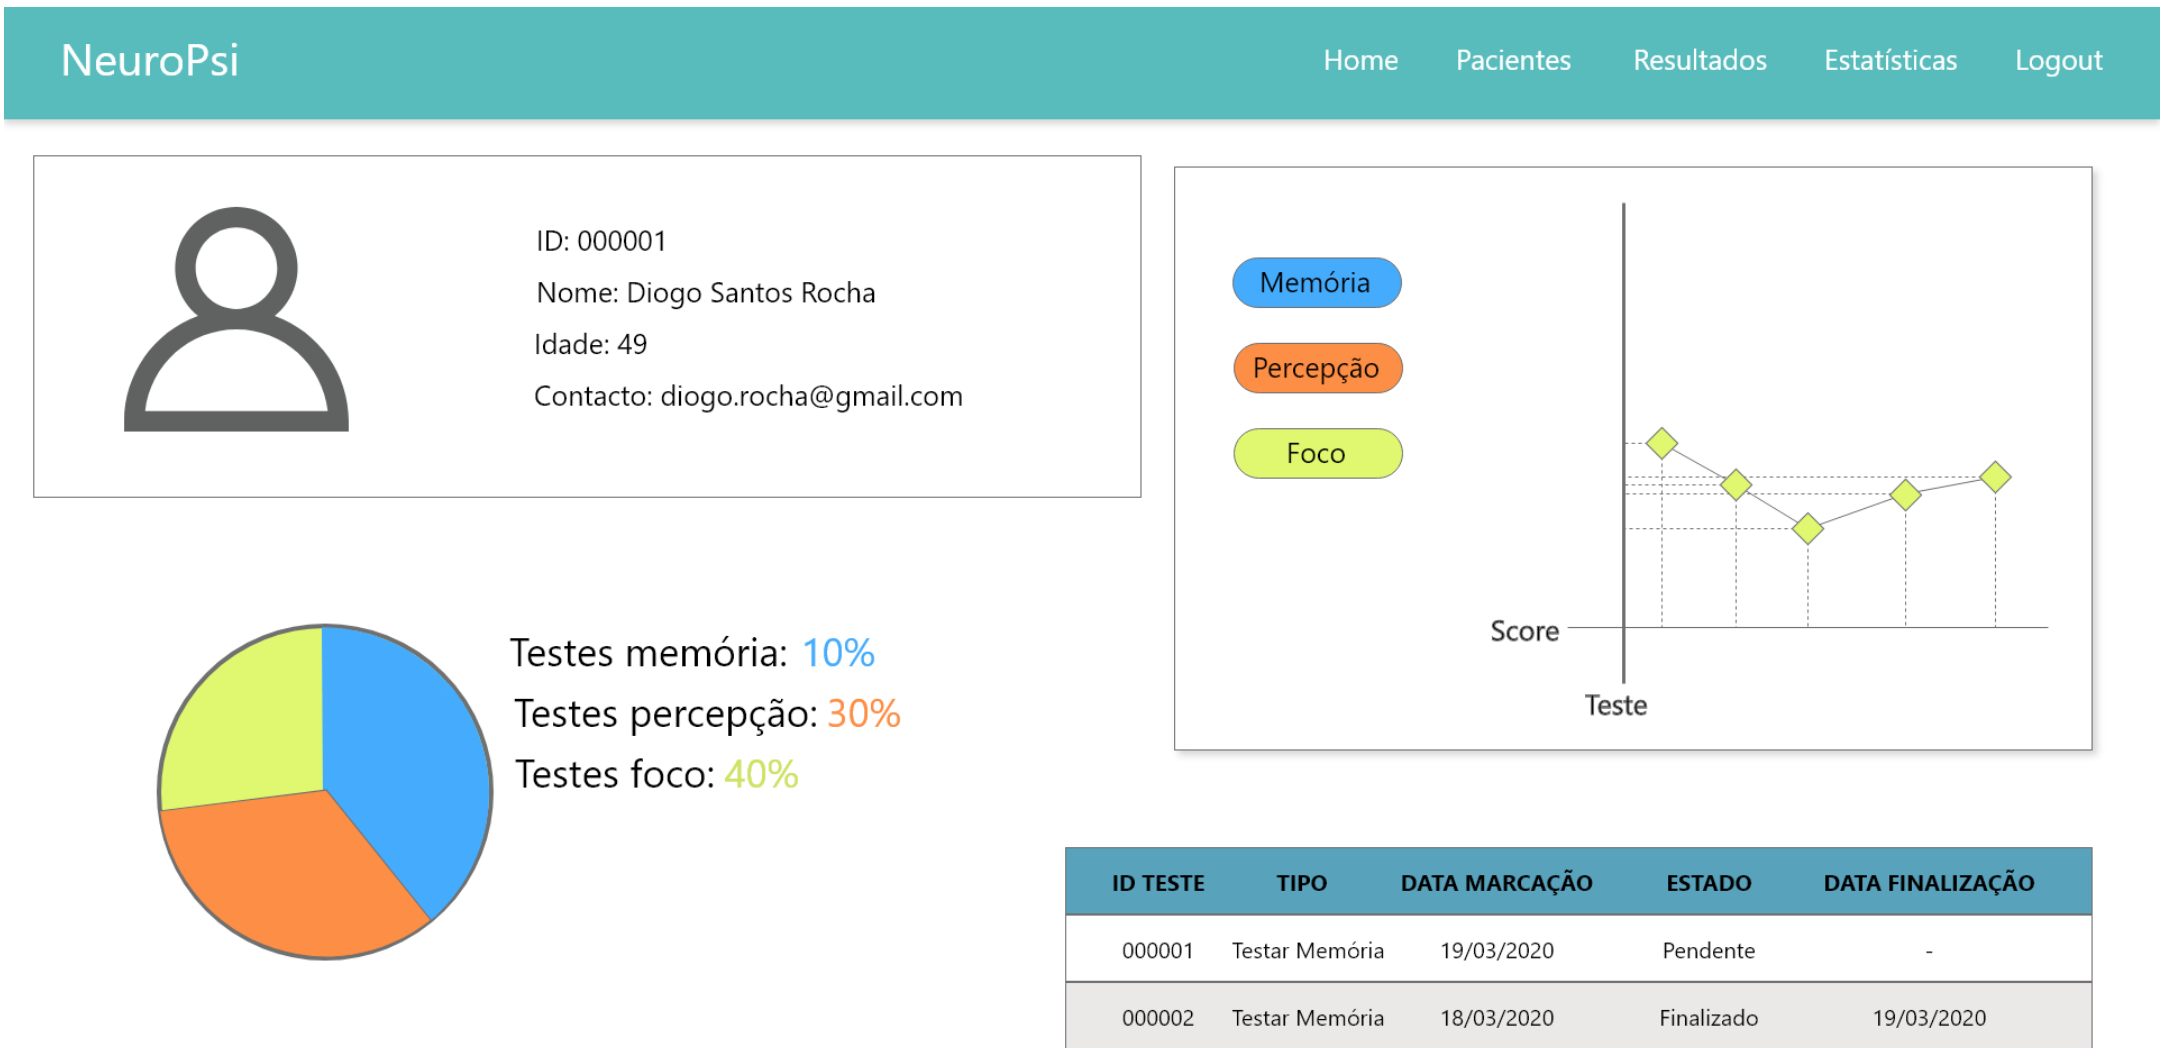 NeuroPsi
Home Pacientes Resultados Estatísticas Logout
ID: 000001
Nome: Diogo Santos Rocha
Idade: 49
Contacto: diogo.rocha@gmail.com
Memória
Percepção
Foco
Score
Teste
Testes memória: 10%
Testes percepção: 30%
Testes foco: 40%
ID TESTE TIPO DATA MARCAÇÃO ESTADO DATA FINALIZAÇÃO
000001 Testar Memória 19/03/2020 Pendente -
000002 Testar Memória 18/03/2020 Finalizado 19/03/2020